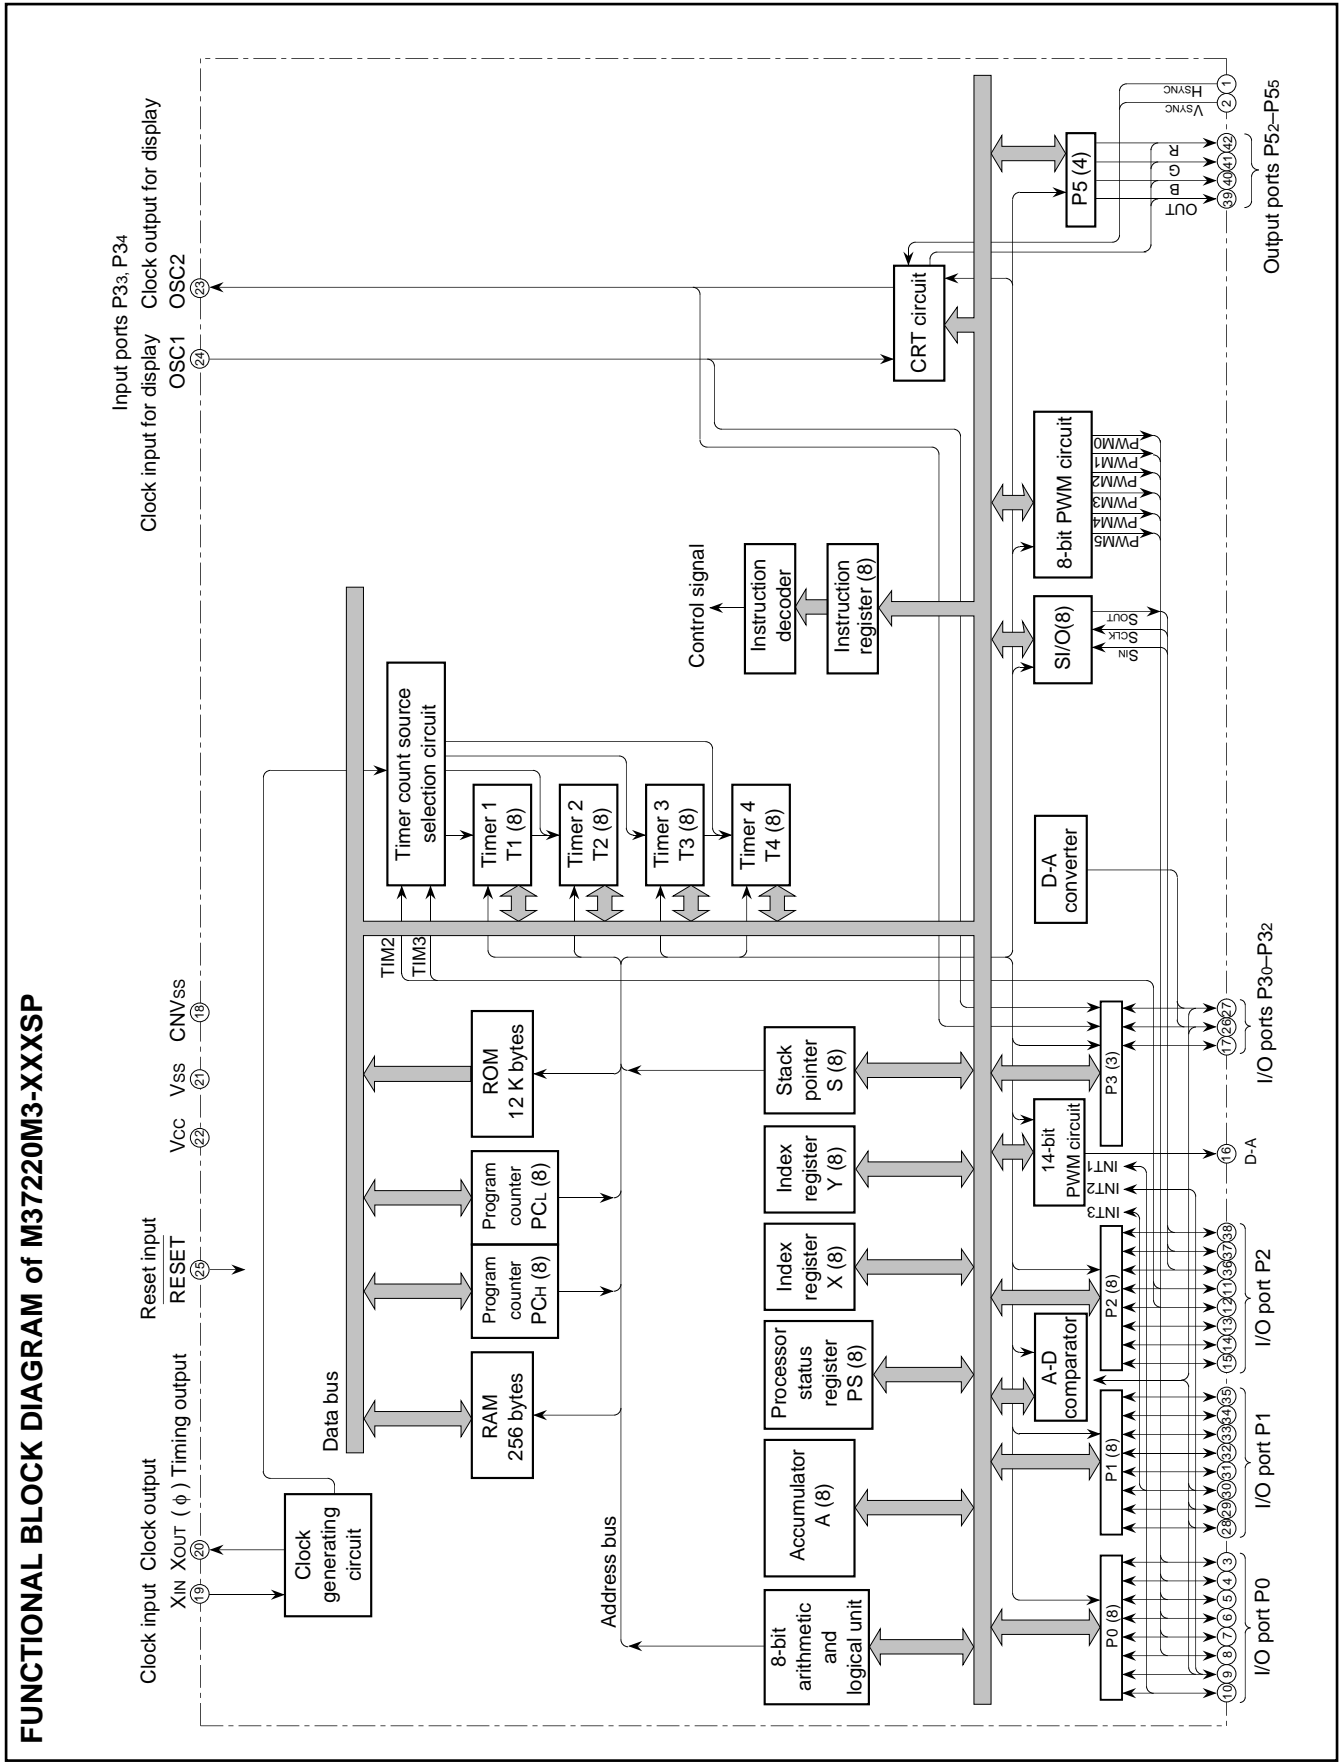 FUNCTIONAL BLOCK DIAGRAM of M37220M3-XXXSP
Clock input
Clock output
XIN
XOUT
( ϕ ) Timing output
Reset input
RESET
VCC
VSS
CNVSS
Input ports P33, P34
Clock input for display
Clock output for display
OSC1
OSC2
19
20
25
22
21
18
24
23
Clock
generating
circuit
Data bus
RAM
256 bytes
Program
counter
PCH (8)
Program
counter
PCL (8)
ROM
12 K bytes
TIM2
TIM3
Timer count source
selection circuit
Timer 1
T1 (8)
Timer 2
T2 (8)
Timer 3
T3 (8)
Timer 4
T4 (8)
Address bus
Control signal
Instruction
decoder
Instruction
register (8)
8-bit
arithmetic
and
logical unit
Accumulator
A (8)
Processor
status
register
PS (8)
Index
register
X (8)
Index
register
Y (8)
Stack
pointer
S (8)
CRT circuit
A-D
comparator
14-bit
PWM circuit
D-A
converter
SI/O(8)
8-bit PWM circuit
P5 (4)
P0 (8)
P1 (8)
P2 (8)
P3 (3)
INT3
INT2
INT1
SIN
SCLK
SOUT
PWM5
PWM4
PWM3
PWM2
PWM1
PWM0
OUT
B
G
R
VSYNC
HSYNC
10
9
8
7
6
5
4
3
28
29
30
31
32
33
34
35
15
14
13
12
11
36
37
38
16
17
26
27
39
40
41
42
2
1
I/O port P0
I/O port P1
I/O port P2
D-A
I/O ports P30–P32
Output ports P52–P55